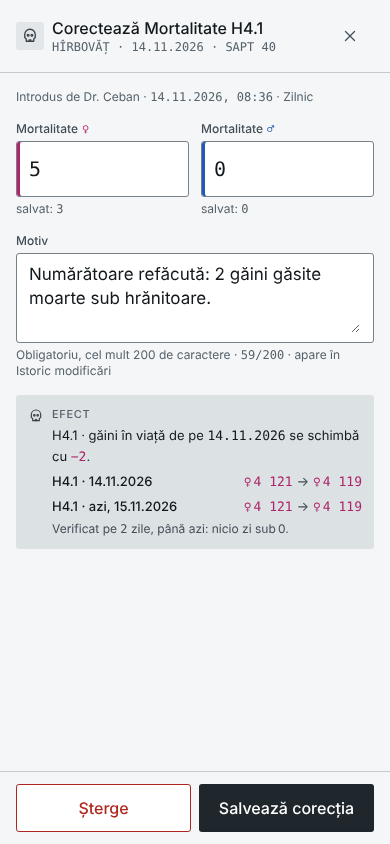 Corectează Mortalitate H4.1
HÎRBOVĂȚ · 14.11.2026 · SAPT 40
Introdus de Dr. Ceban · 14.11.2026, 08:36 · Zilnic
Mortalitate ♀ Mortalitate ♂
5 0
salvat: 3 salvat: 0
Motiv
Numărătoare refăcută: 2 găini găsite
moarte sub hrănitoare.
Obligatoriu, cel mult 200 de caractere · 59/200 · apare în
Istoric modificări
EFECT
H4.1 · găini în viață de pe 14.11.2026 se schimbă
cu −2.
H4.1 · 14.11.2026 ♀4 121 → ♀4 119
H4.1 · azi, 15.11.2026 ♀4 121 → ♀4 119
Verificat pe 2 zile, până azi: nicio zi sub 0.
Șterge Salvează corecția